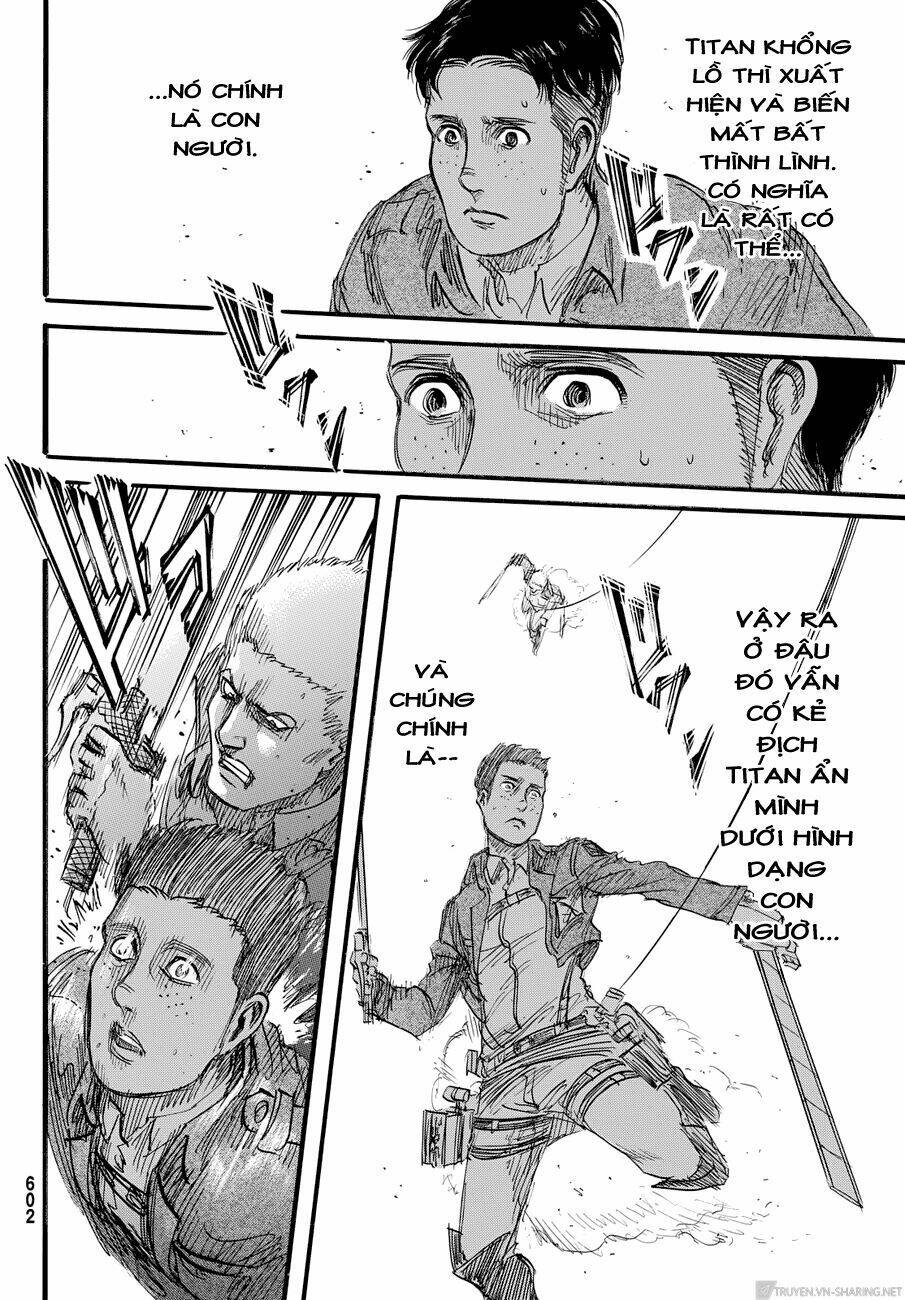 TITAN KHỔNG
LỒ THÌ XUẤT
HIỆN VÀ BIẾN
MẤT BẤT
THÌNH LÌNH.
CÓ NGHĨA
LÀ RẤT CÓ
THỂ...
...NÓ CHÍNH
LÀ CON
NGƯỜI.
VẬY RA
Ở ĐÂU
ĐÓ VẪN
CÓ KẺ
ĐỊCH
TITAN ẨN
MÌNH
DƯỚI HÌNH
DẠNG
CON
NGƯỜI...
VÀ
CHÚNG
CHÍNH
LÀ--
602
TRUYEN.VN-SHARING.NET